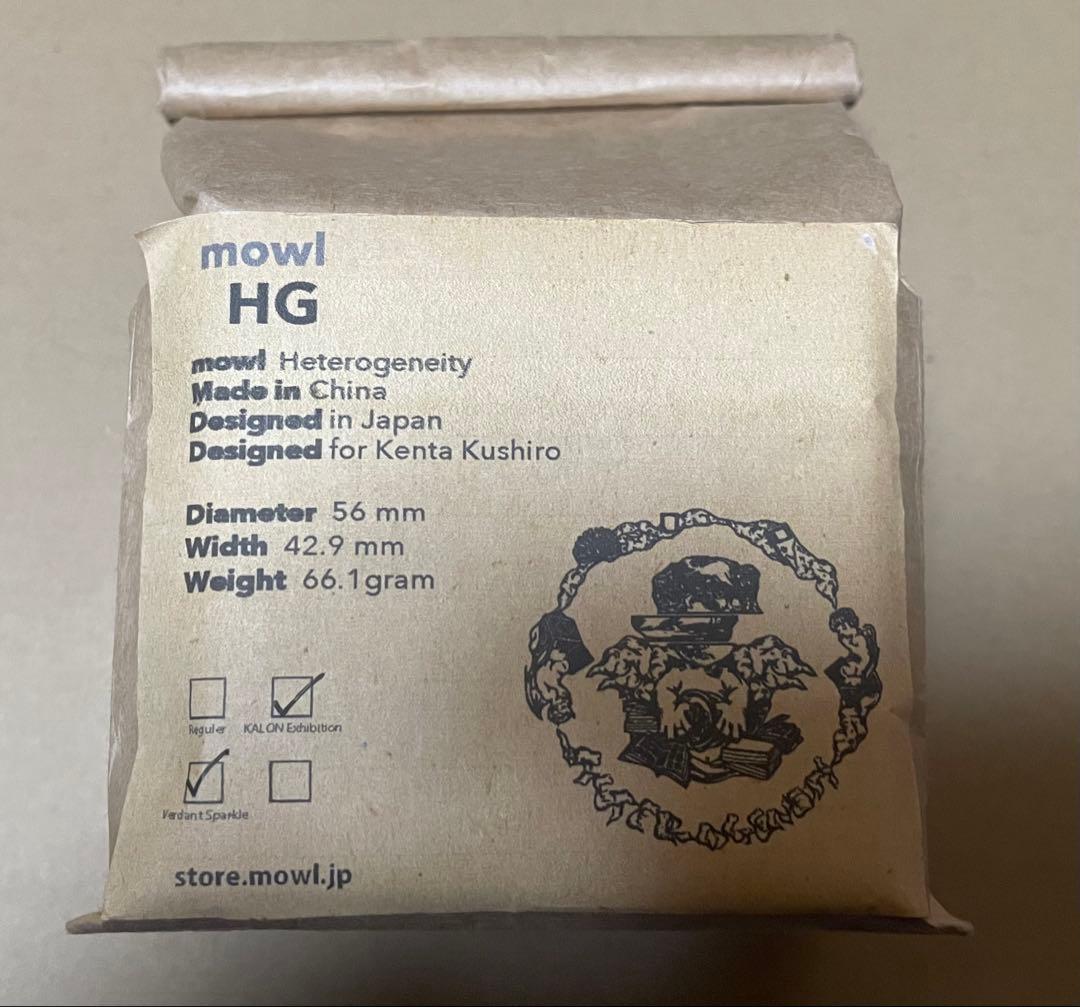 mowl
HG
mowl Heterogeneity
Made in China
Designed in Japan
Designed for Kenta Kushiro
Diameter 56 mm
Width 42.9 mm
Weight 66.1gram
Reguler KALON Exhibition
Verdant Sparkle
store.mowl.jp